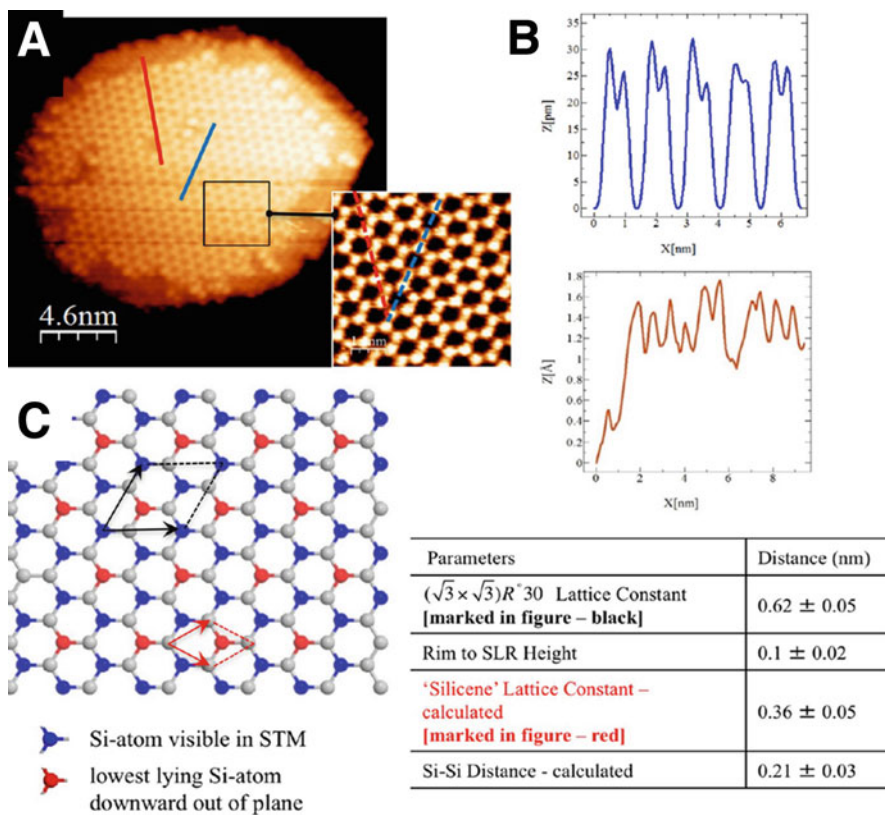 A
4.6nm
B
35
30
25
20
15
10
5
0
Z[pm]
0 1 2 3 4 5 6
X[nm]
1.8
1.6
1.4
1.2
1
0.8
0.6
0.4
0.2
0
Z[Å]
0 2 4 6 8
X[nm]
C
Si-atom visible in STM
lowest lying Si-atom
downward out of plane
Parameters Distance (nm)
(√3 × √3)R°30 Lattice Constant
[marked in figure – black] 0.62 ± 0.05
Rim to SLR Height 0.1 ± 0.02
'Silicene' Lattice Constant –
calculated 0.36 ± 0.05
[marked in figure – red]
Si-Si Distance - calculated 0.21 ± 0.03